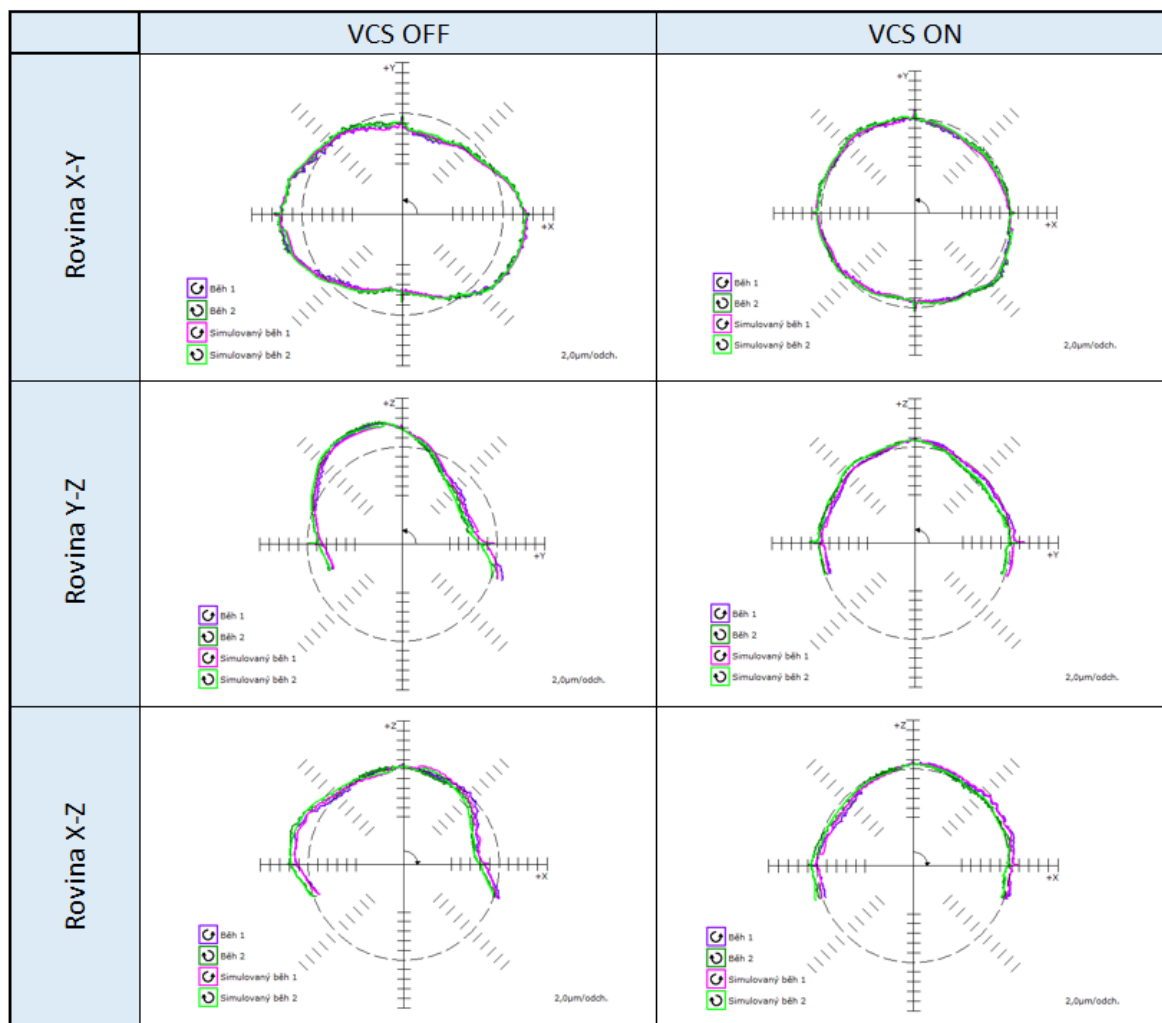 VCS OFF
VCS ON
Rovina X-Y
+Y
+X
Běh 1
Běh 2
Simulovaný běh 1
Simulovaný běh 2
2,0µm/odch.
+Y
+X
Běh 1
Běh 2
Simulovaný běh 1
Simulovaný běh 2
2,0µm/odch.
Rovina Y-Z
+Z
+Y
Běh 1
Běh 2
Simulovaný běh 1
Simulovaný běh 2
2,0µm/odch.
+Z
+Y
Běh 1
Běh 2
Simulovaný běh 1
Simulovaný běh 2
2,0µm/odch.
Rovina X-Z
+Z
+X
Běh 1
Běh 2
Simulovaný běh 1
Simulovaný běh 2
2,0µm/odch.
+Z
+X
Běh 1
Běh 2
Simulovaný běh 1
Simulovaný běh 2
2,0µm/odch.